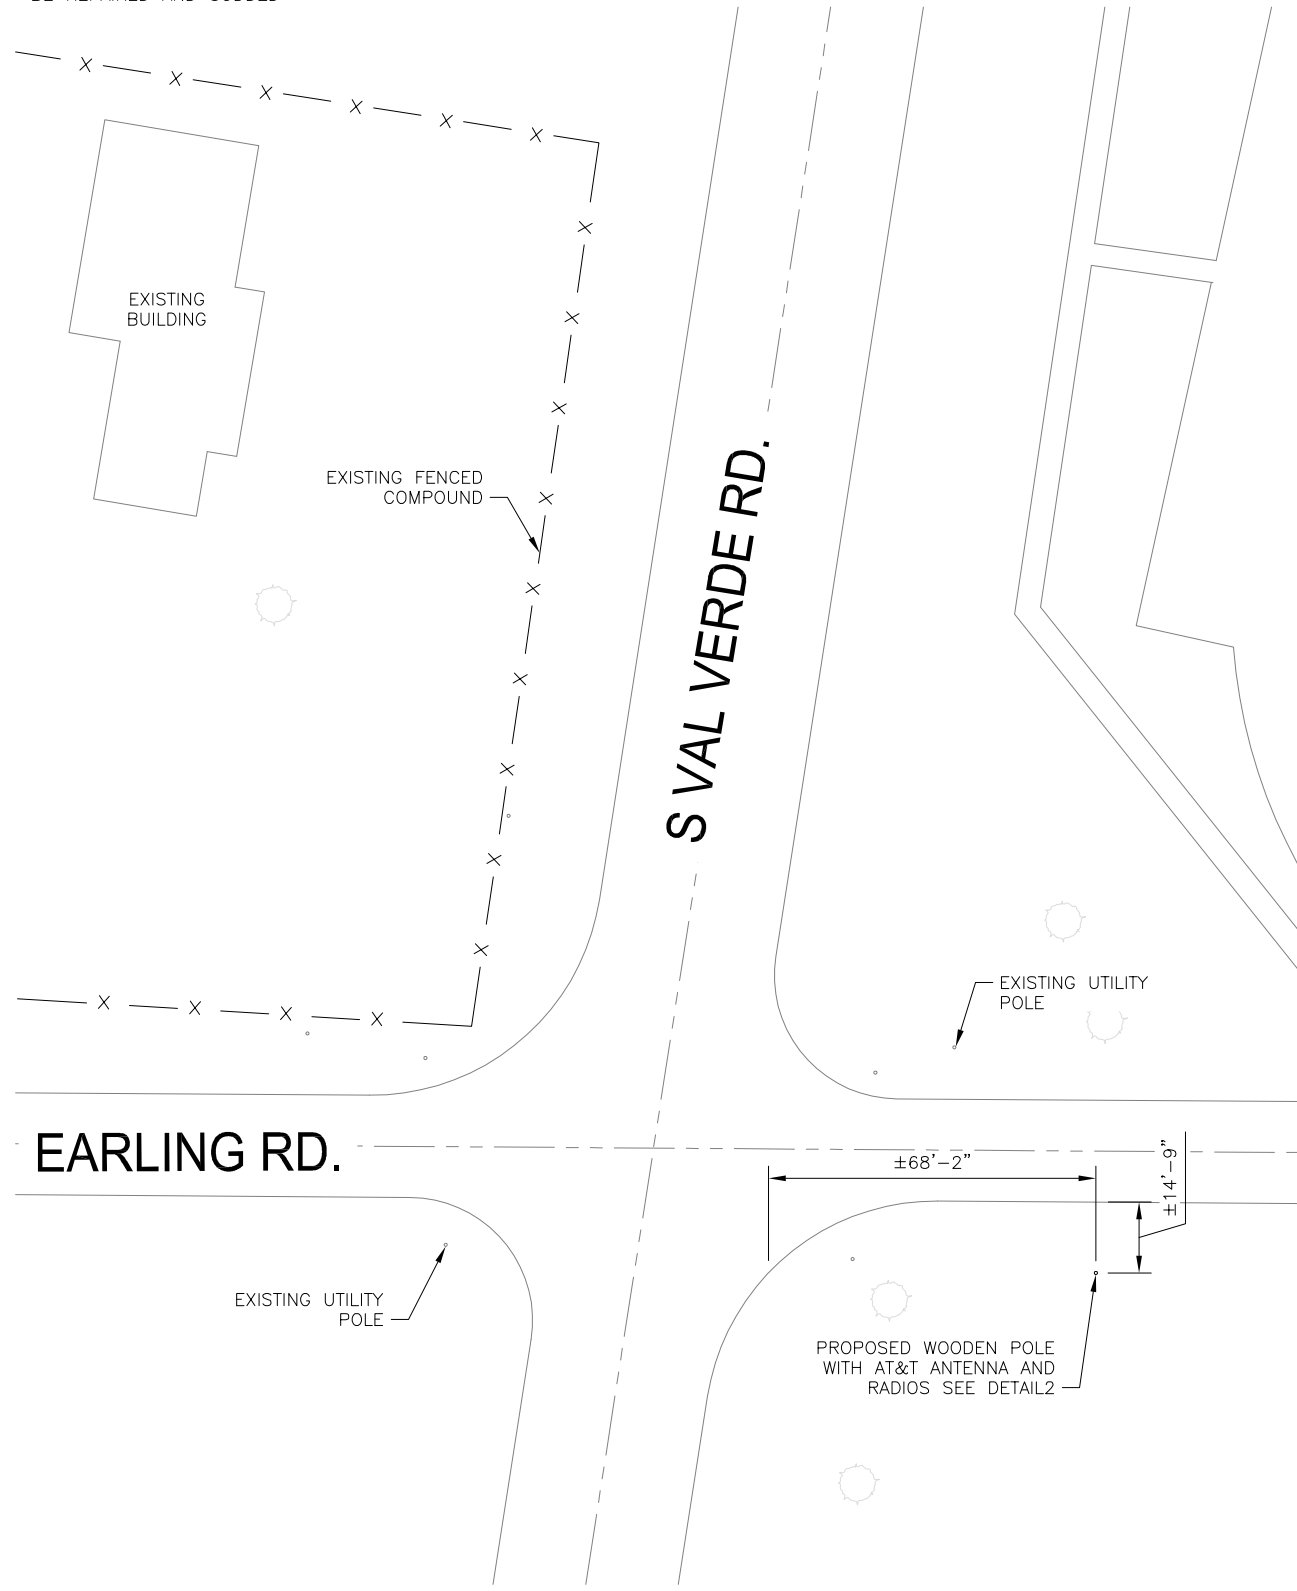 EXISTING
BUILDING
EXISTING FENCED
COMPOUND
S VAL VERDE RD.
EXISTING UTILITY
POLE
EARLING RD.
±68'-2"
±14'-9"
EXISTING UTILITY
POLE
PROPOSED WOODEN POLE
WITH AT&T ANTENNA AND
RADIOS SEE DETAIL2